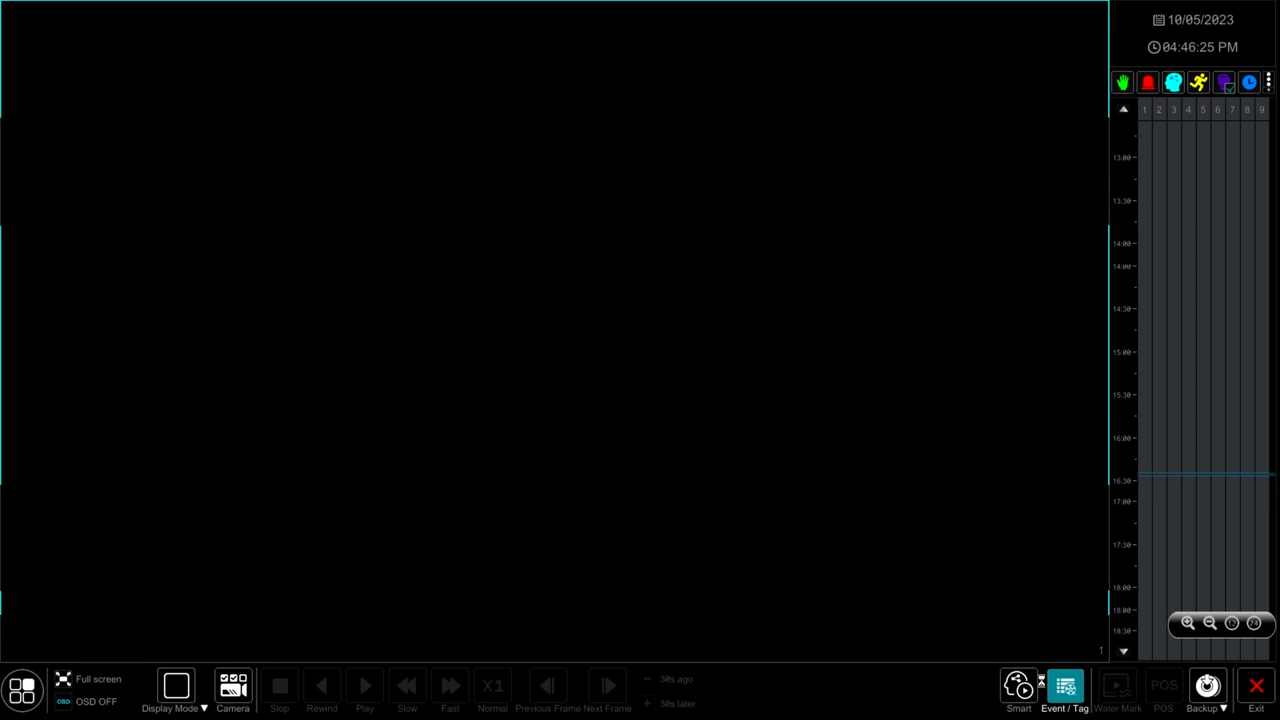 10/05/2023
04:46:25 PM
1 2 3 4 5 6 7 8 9
13:00
13:30
14:00
14:00
14:30
15:00
15:30
16:00
16:30
17:00
17:30
18:00
18:00
18:30
12 24
1
Full screen
OSD OSD OFF
Display Mode ▼
Camera
Stop
Rewind
Play
Slow
Fast
X1
Normal
Previous Frame
Next Frame
− 30s ago
+ 30s later
Smart
Event / Tag
Water Mark
POS
POS
Backup ▼
Exit